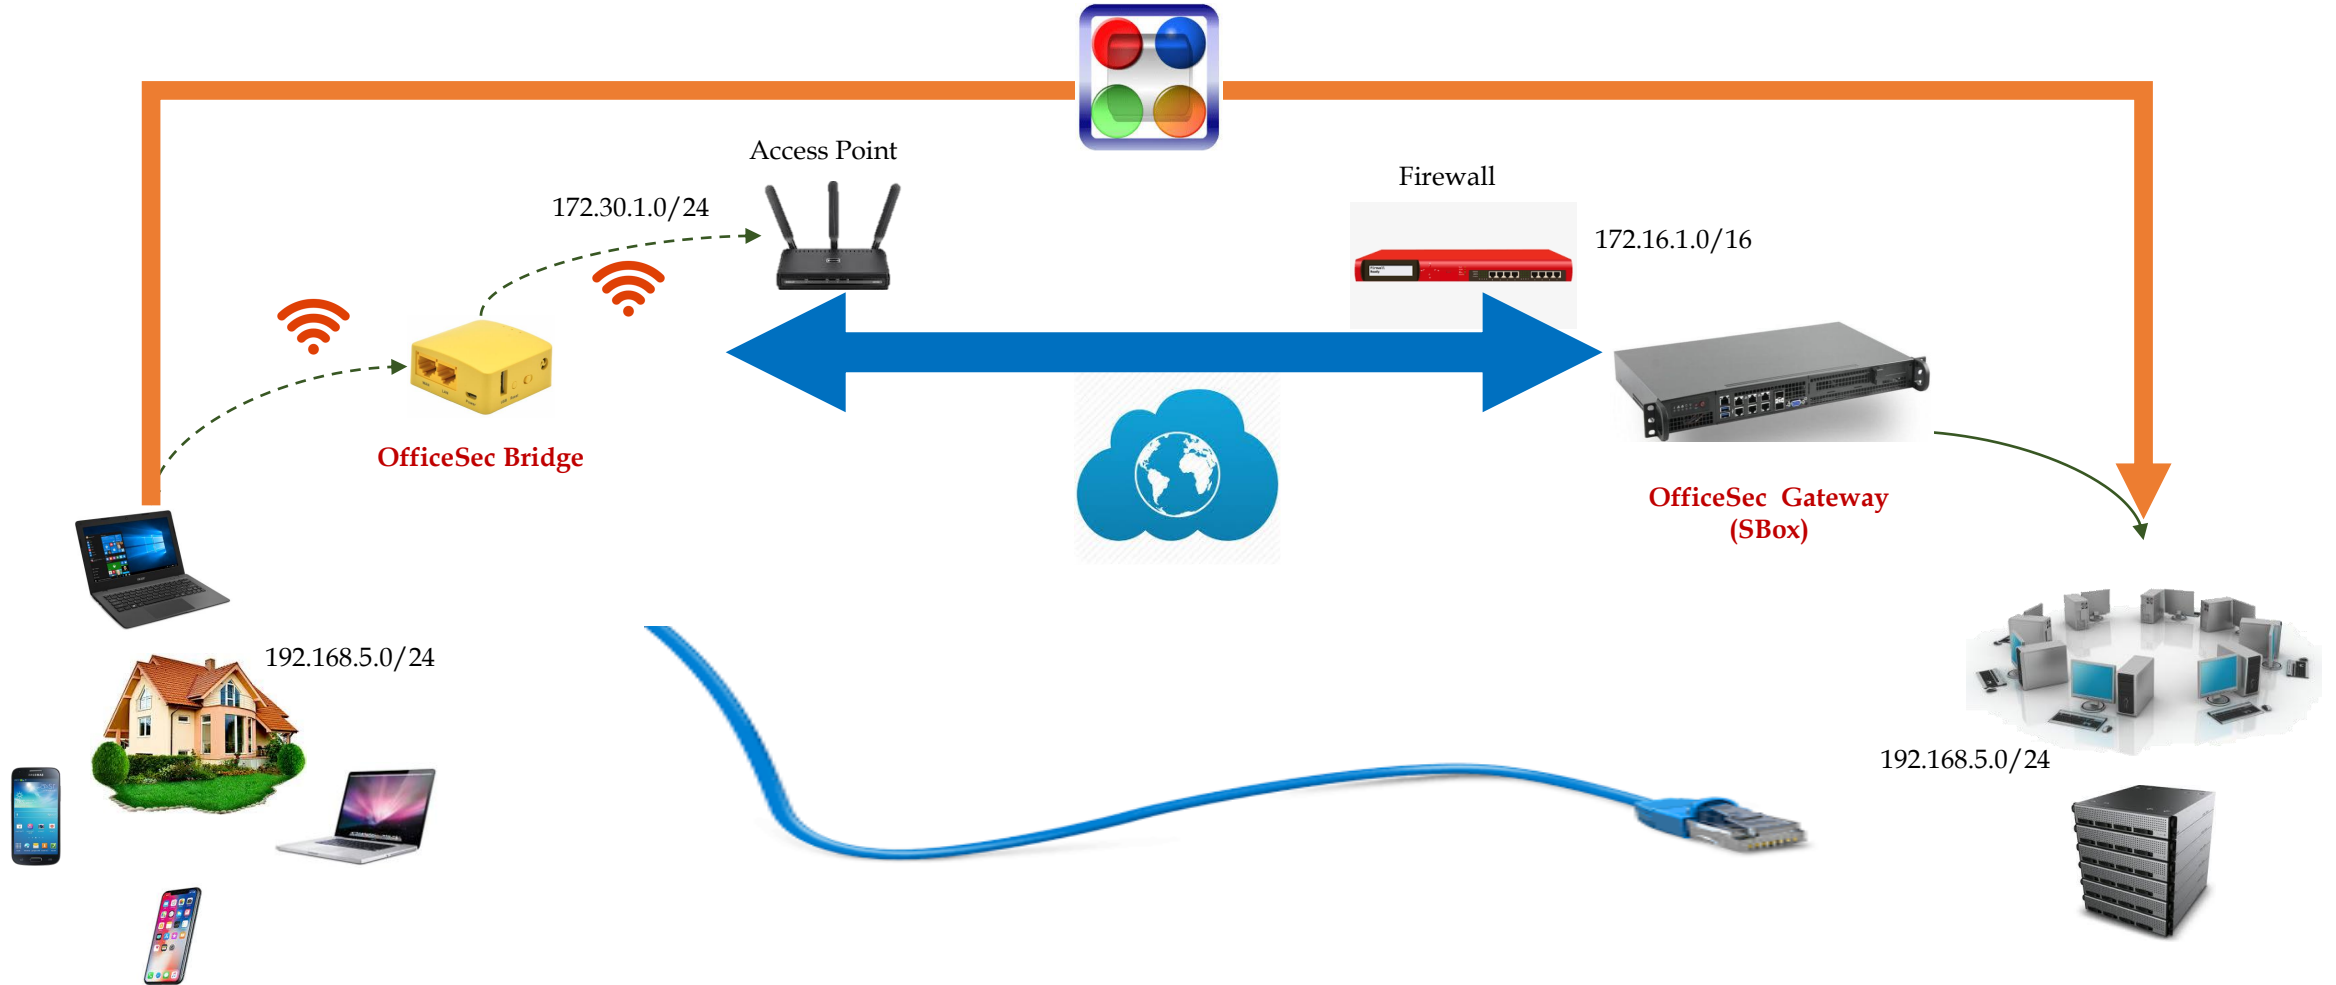 Access Point
Firewall
172.30.1.0/24
172.16.1.0/16
OfficeSec Bridge
OfficeSec Gateway
(SBox)
192.168.5.0/24
192.168.5.0/24